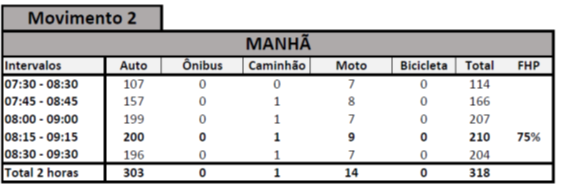 Movimento 2
MANHÃ
Intervalos Auto Ônibus Caminhão Moto Bicicleta Total FHP
07:30 - 08:30 107 0 0 7 0 114
07:45 - 08:45 157 0 1 8 0 166
08:00 - 09:00 199 0 1 7 0 207
08:15 - 09:15 200 0 1 9 0 210 75%
08:30 - 09:30 196 0 1 7 0 204
Total 2 horas 303 0 1 14 0 318